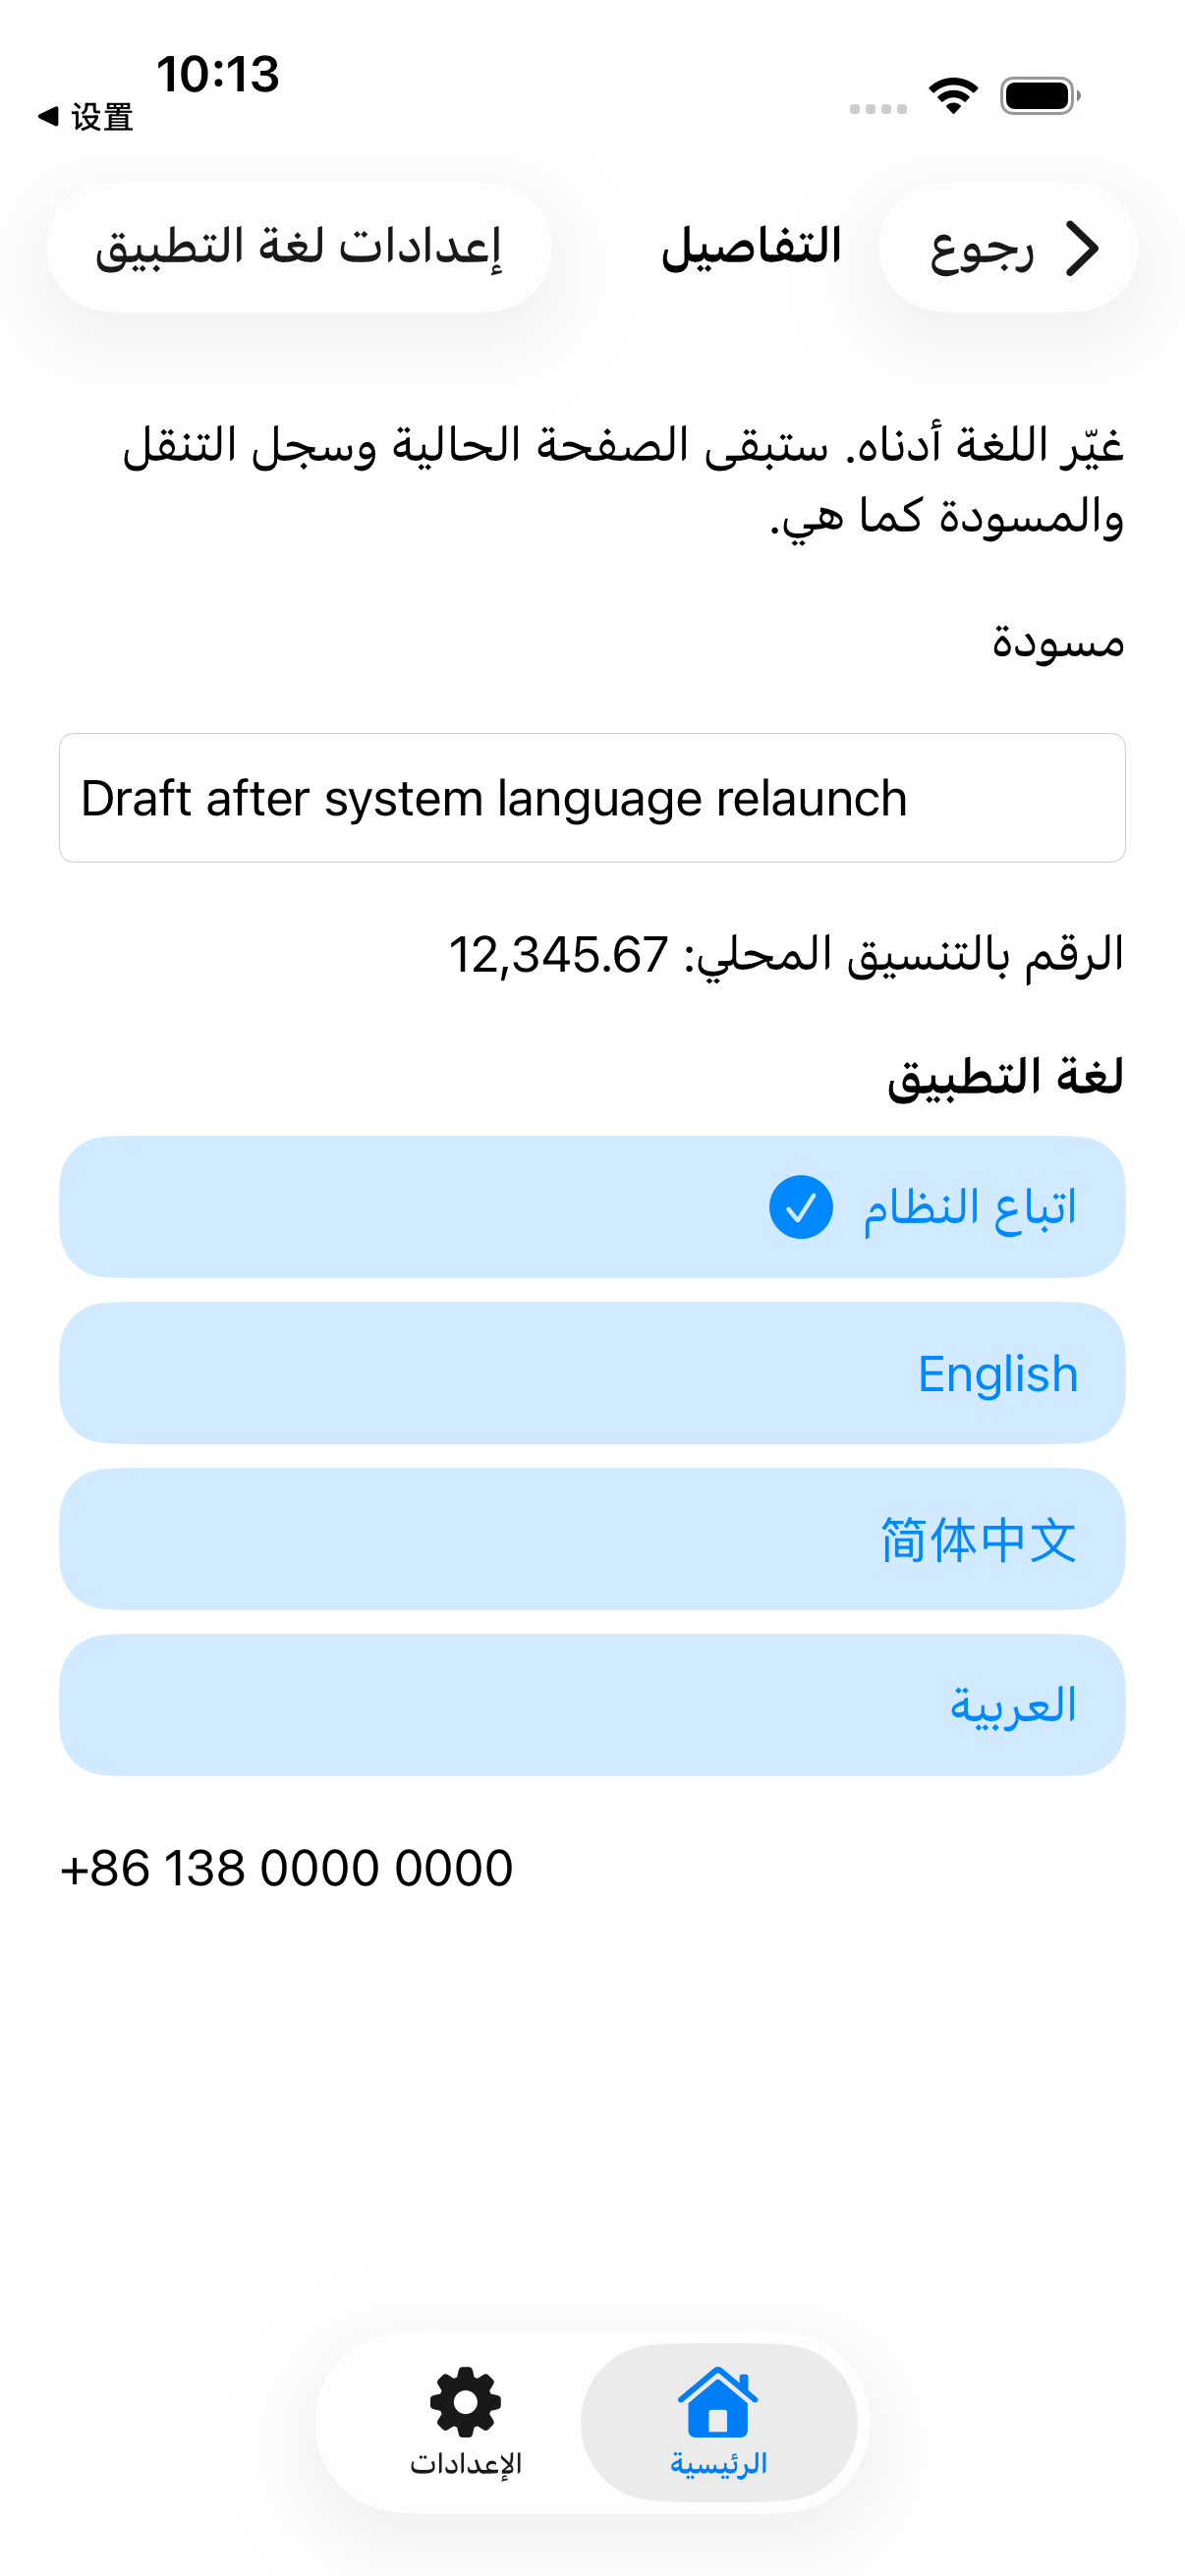 10:13
设置
رجوع
التفاصيل
إعدادات لغة التطبيق
غيّر اللغة أدناه. ستبقى الصفحة الحالية وسجل التنقل
والمسودة كما هي.
مسودة
Draft after system language relaunch
الرقم بالتنسيق المحلي: 12,345.67
لغة التطبيق
اتباع النظام
English
简体中文
العربية
+86 138 0000 0000
الرئيسية
الإعدادات